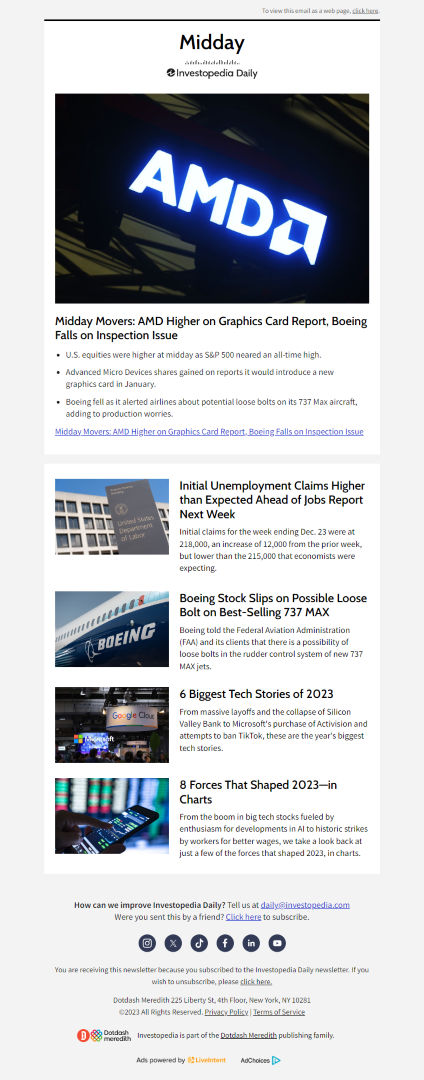 To view this email as a web page, click here.
Midday
Investopedia Daily
AMD
Midday Movers: AMD Higher on Graphics Card Report, Boeing
Falls on Inspection Issue
• U.S. equities were higher at midday as S&P 500 neared an all-time high.
• Advanced Micro Devices shares gained on reports it would introduce a new
graphics card in January.
• Boeing fell as it alerted airlines about potential loose bolts on its 737 Max aircraft,
adding to production worries.
Midday Movers: AMD Higher on Graphics Card Report, Boeing Falls on Inspection Issue
United States
Department
of Labor
Initial Unemployment Claims Higher
than Expected Ahead of Jobs Report
Next Week
Initial claims for the week ending Dec. 23 were at
218,000, an increase of 12,000 from the prior week,
but lower than the 215,000 that economists were
expecting.
BOEING
Boeing Stock Slips on Possible Loose
Bolt on Best-Selling 737 MAX
Boeing told the Federal Aviation Administration
(FAA) and its clients that there is a possibility of
loose bolts in the rudder control system of new 737
MAX jets.
Google Cloud
Microsoft
6 Biggest Tech Stories of 2023
From massive layoffs and the collapse of Silicon
Valley Bank to Microsoft's purchase of Activision and
attempts to ban TikTok, these are the year's biggest
tech stories.
8 Forces That Shaped 2023—in
Charts
From the boom in big tech stocks fueled by
enthusiasm for developments in AI to historic strikes
by workers for better wages, we take a look back at
just a few of the forces that shaped 2023, in charts.
How can we improve Investopedia Daily? Tell us at daily@investopedia.com
Were you sent this by a friend? Click here to subscribe.
You are receiving this newsletter because you subscribed to the Investopedia Daily newsletter. If you
wish to unsubscribe, please click here.
Dotdash Meredith 225 Liberty St, 4th Floor, New York, NY 10281
©2023 All Rights Reserved. Privacy Policy | Terms of Service
Dotdash
meredith
Investopedia is part of the Dotdash Meredith publishing family.
Ads powered by LiveIntent
AdChoices